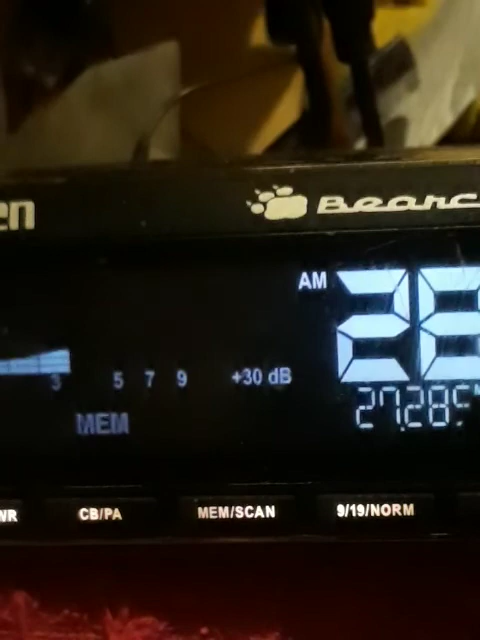 en Bearc
AM 28
3 5 7 9 +30 dB
27.285
MEM
WR CB/PA MEM/SCAN 9/19/NORM